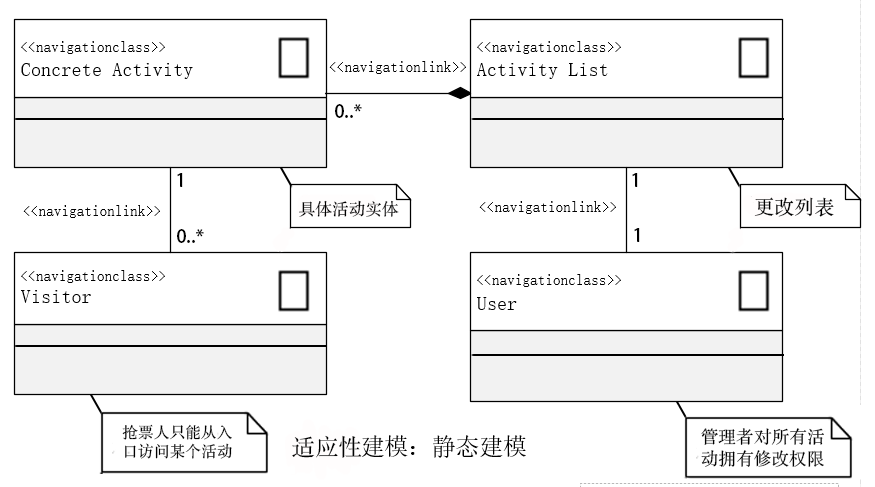 <<navigationclass>>
Concrete Activity
<<navigationlink>>
0..*
<<navigationclass>>
Activity List
1
<<navigationlink>>
0..*
具体活动实体
1
<<navigationlink>>
1
更改列表
<<navigationclass>>
Visitor
<<navigationclass>>
User
抢票人只能从入
口访问某个活动
适应性建模：静态建模
管理者对所有活
动拥有修改权限